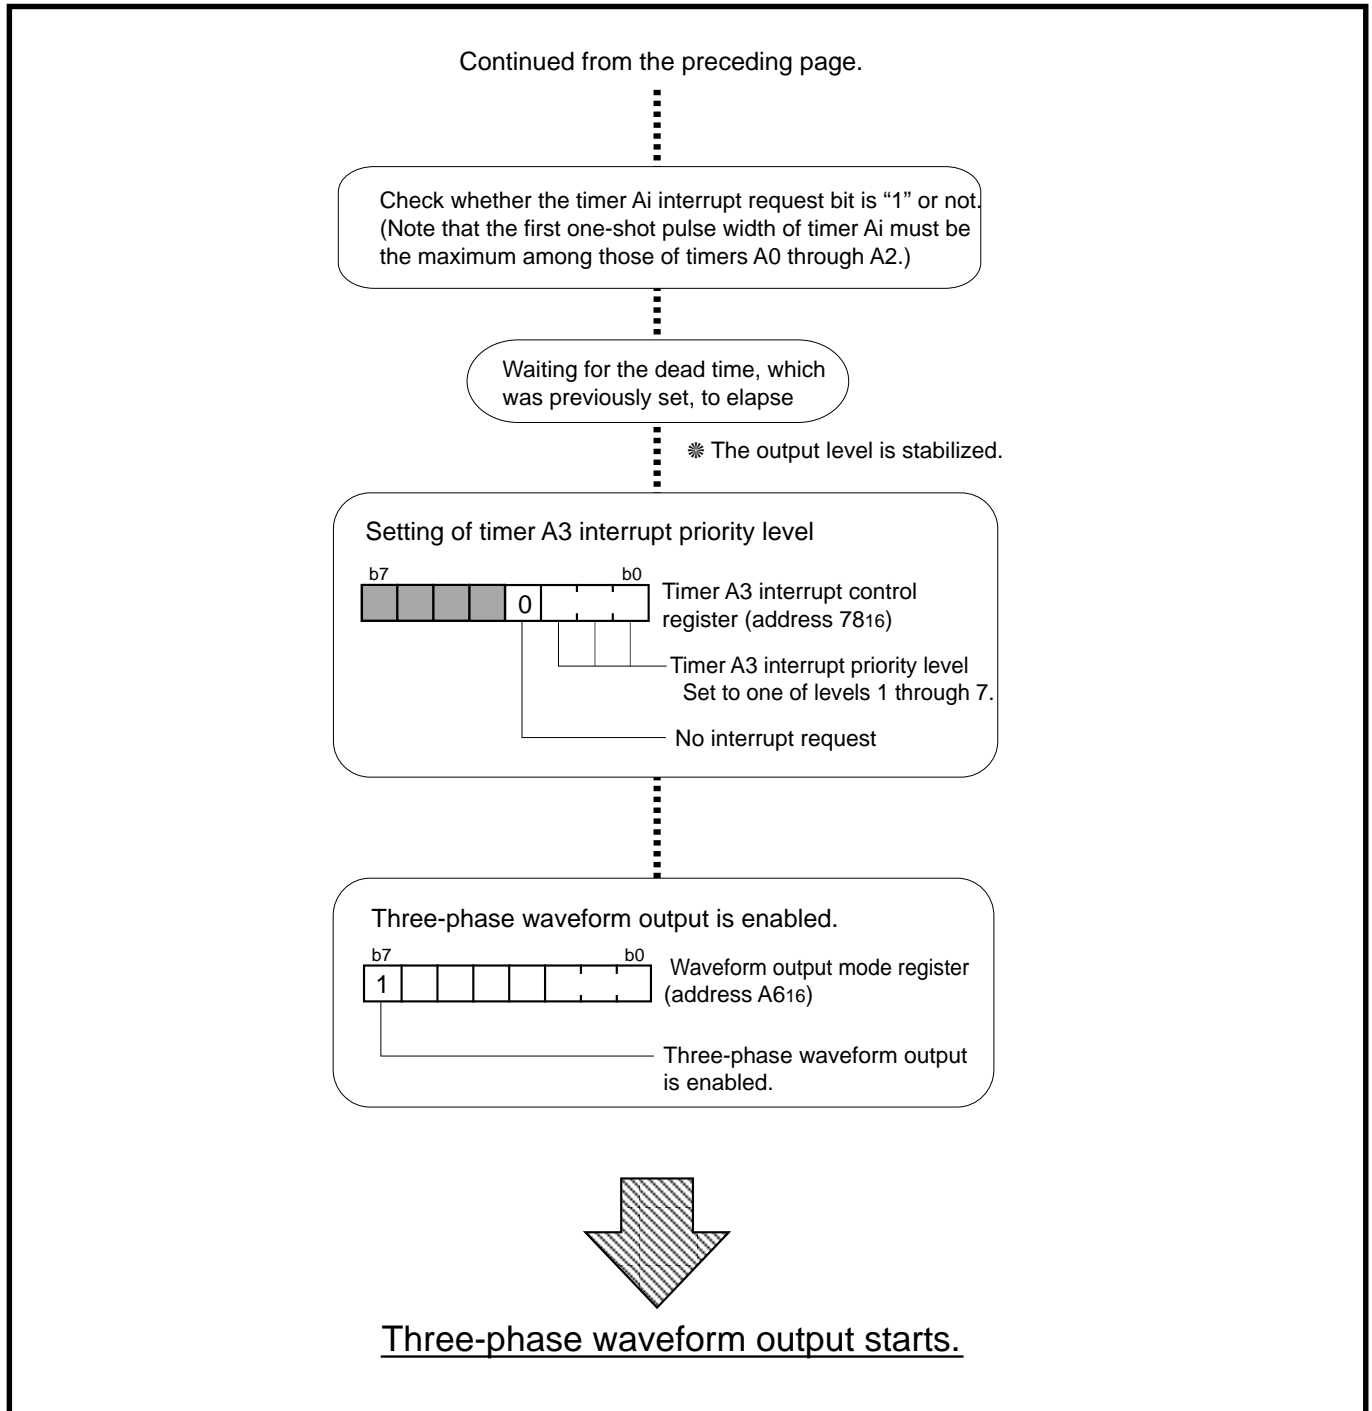 Continued from the preceding page.
Check whether the timer Ai interrupt request bit is “1” or not.
(Note that the first one-shot pulse width of timer Ai must be
the maximum among those of timers A0 through A2.)
Waiting for the dead time, which
was previously set, to elapse
❋ The output level is stabilized.
Setting of timer A3 interrupt priority level
b7 b0
0
Timer A3 interrupt control
register (address 7816)
Timer A3 interrupt priority level
Set to one of levels 1 through 7.
No interrupt request
Three-phase waveform output is enabled.
b7 b0
1
Waveform output mode register
(address A616)
Three-phase waveform output
is enabled.
Three-phase waveform output starts.